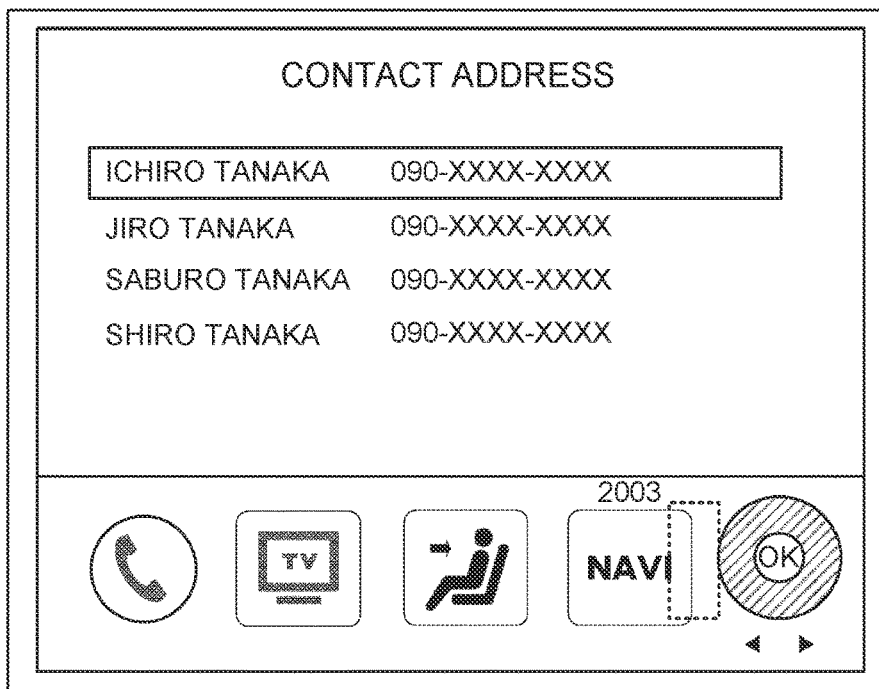 CONTACT ADDRESS
ICHIRO TANAKA 090-XXXX-XXXX
JIRO TANAKA 090-XXXX-XXXX
SABURO TANAKA 090-XXXX-XXXX
SHIRO TANAKA 090-XXXX-XXXX
2003
TV
NAVI
OK